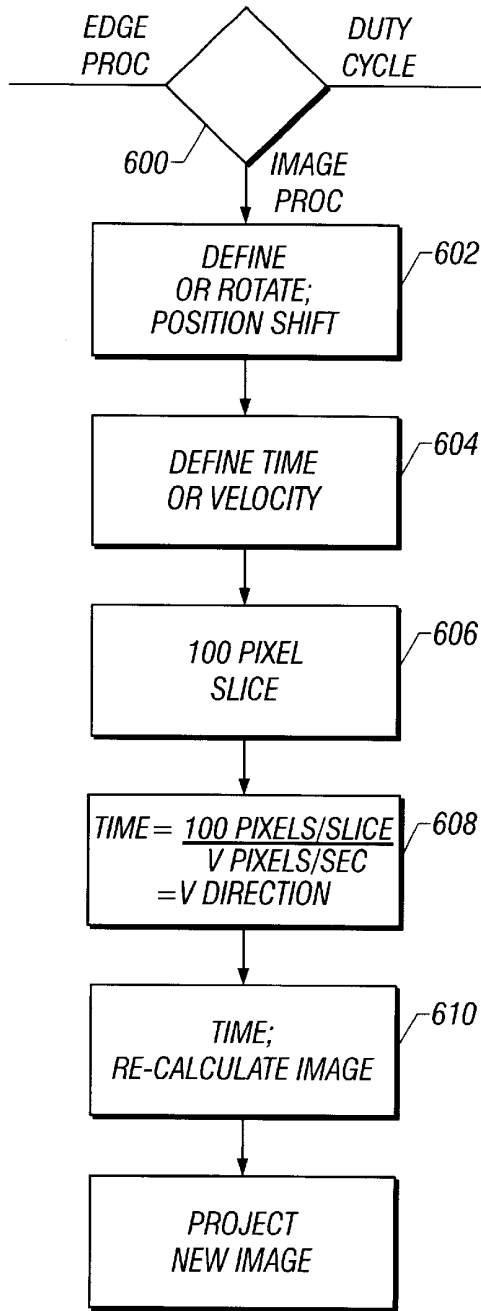 EDGE PROC
DUTY CYCLE
600
IMAGE PROC
DEFINE
OR ROTATE;
POSITION SHIFT
602
DEFINE TIME
OR VELOCITY
604
100 PIXEL
SLICE
606
TIME = 100 PIXELS/SLICE
V PIXELS/SEC
=V DIRECTION
608
TIME;
RE-CALCULATE IMAGE
610
PROJECT
NEW IMAGE